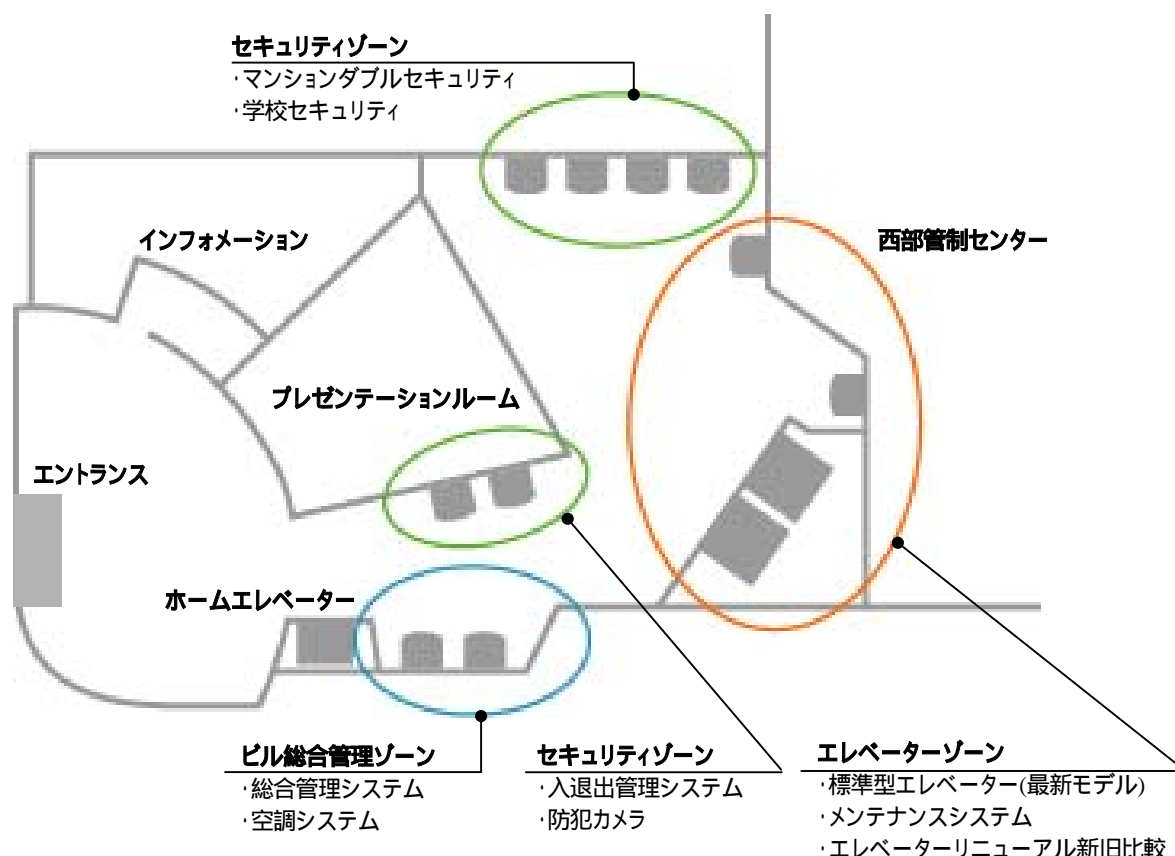 セキュリティゾーン
·マンションダブルセキュリティ
·学校セキュリティ
インフォメーション
西部管制センター
プレゼンテーションルーム
エントランス
ホームエレベーター
ビル総合管理ゾーン
·総合管理システム
·空調システム
セキュリティゾーン
·入退出管理システム
·防犯カメラ
エレベーターゾーン
·標準型エレベーター(最新モデル)
·メンテナンスシステム
·エレベーターリニューアル新旧比較